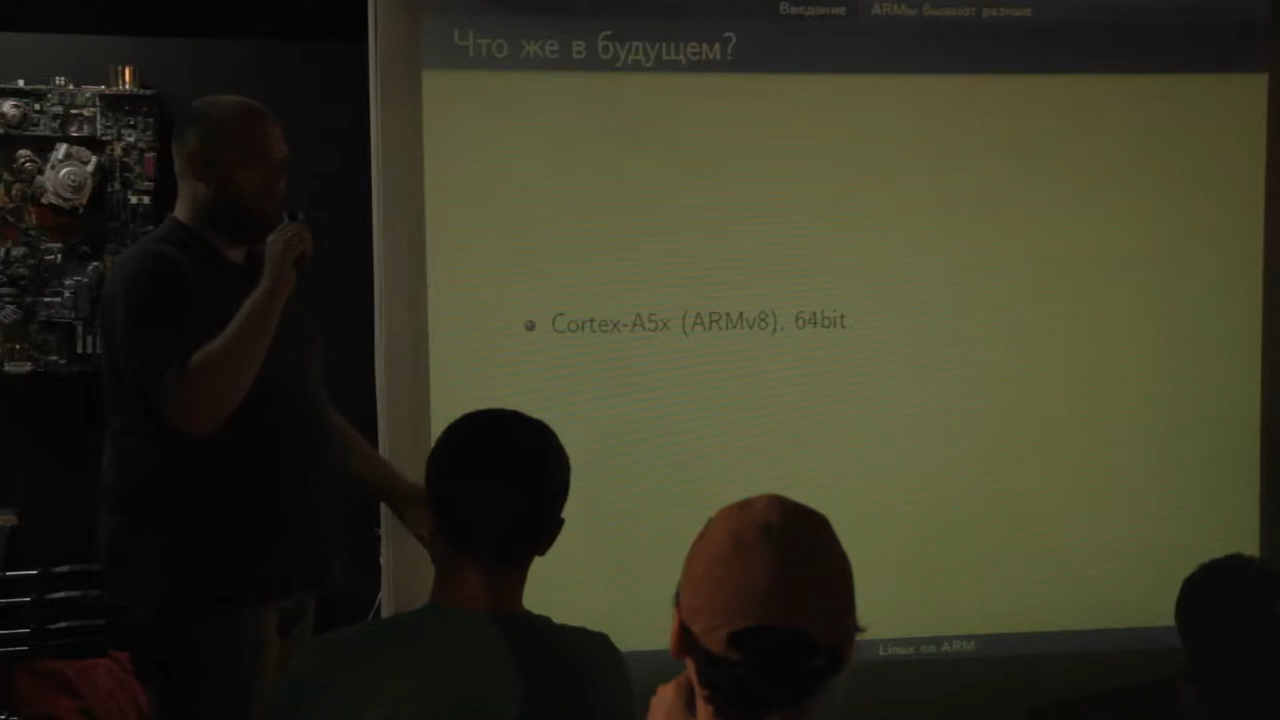 Введение ARMы бывают разные
Что же в будущем?
Cortex-A5x (ARMv8), 64bit.
Linux on ARM